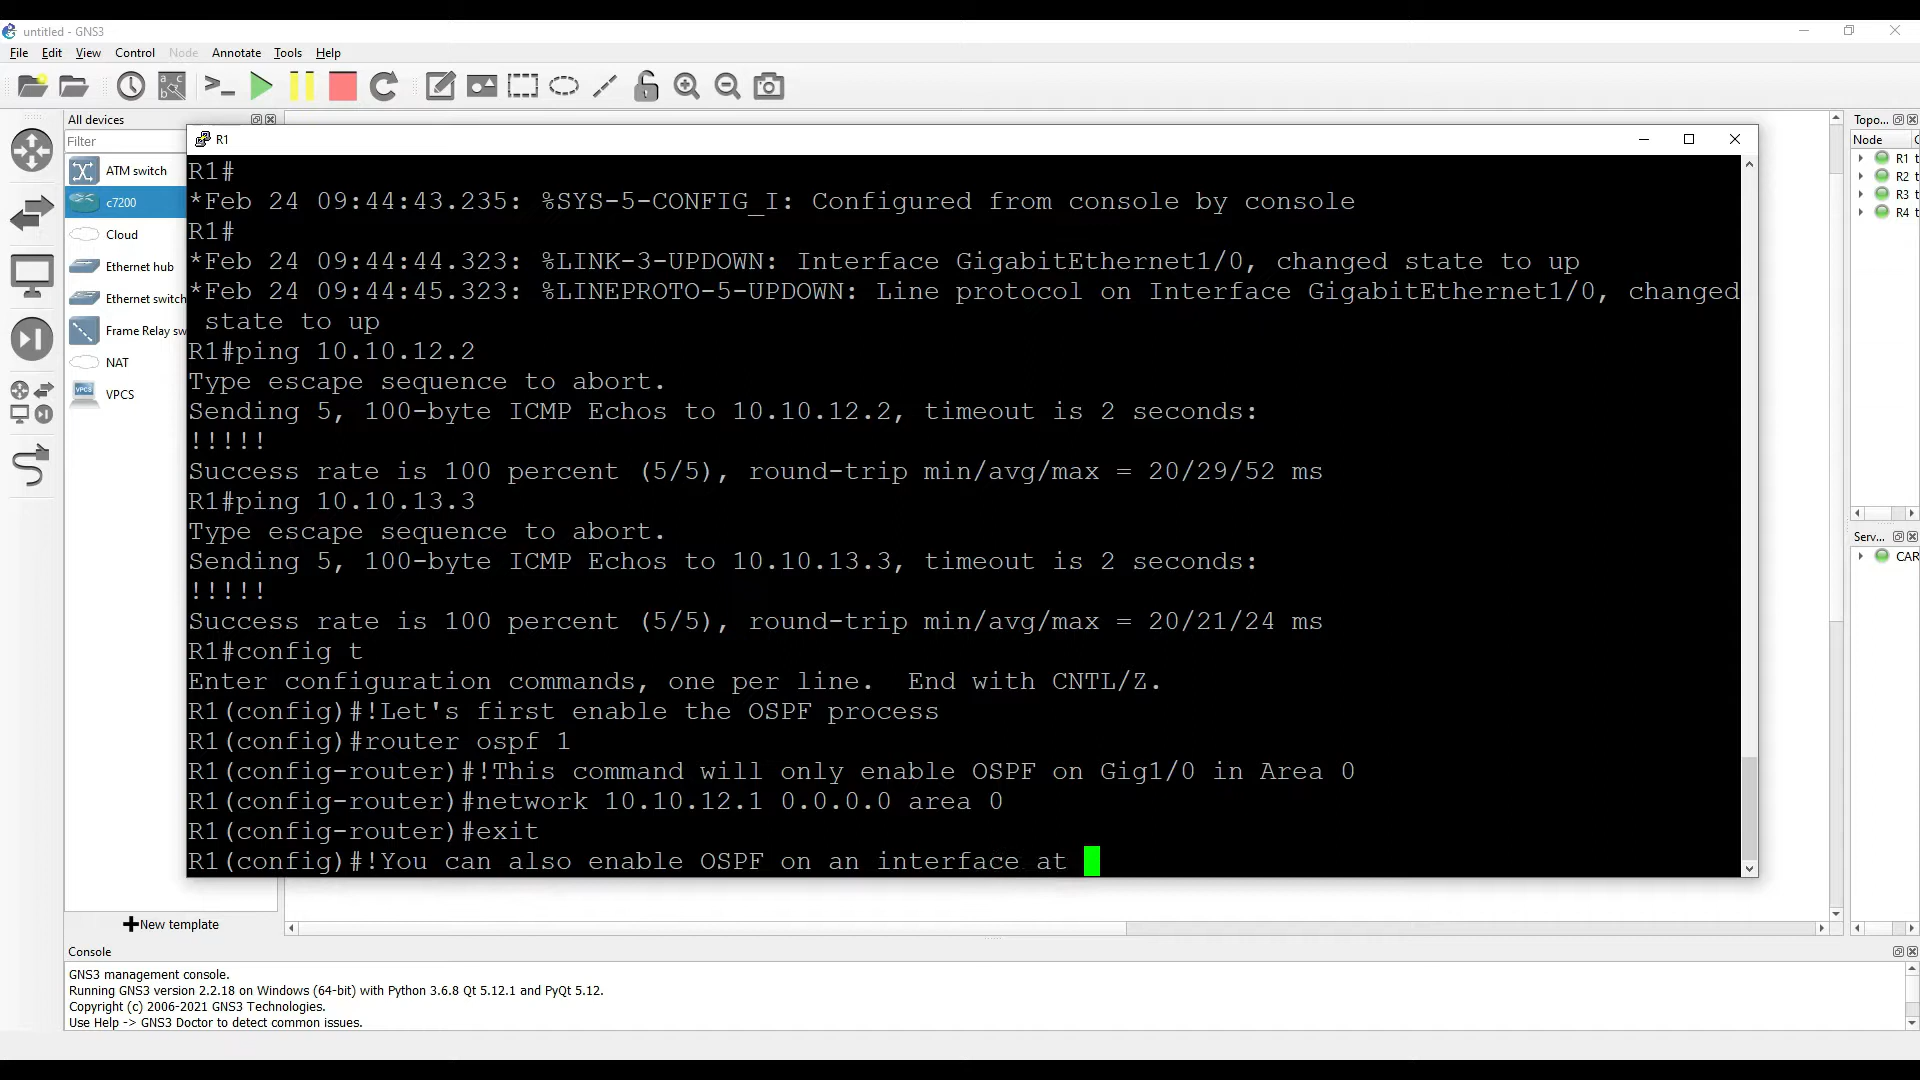 untitled - GNS3
File Edit View Control Node Annotate Tools Help
All devices
Filter
ATM switch
c7200
Cloud
Ethernet hub
Ethernet switch
Frame Relay sw
NAT
VPCS
New template
R1
R1#
*Feb 24 09:44:43.235: %SYS-5-CONFIG_I: Configured from console by console
R1#
*Feb 24 09:44:44.323: %LINK-3-UPDOWN: Interface GigabitEthernet1/0, changed state to up
*Feb 24 09:44:45.323: %LINEPROTO-5-UPDOWN: Line protocol on Interface GigabitEthernet1/0, changed
state to up
R1#ping 10.10.12.2
Type escape sequence to abort.
Sending 5, 100-byte ICMP Echos to 10.10.12.2, timeout is 2 seconds:
!!!!!
Success rate is 100 percent (5/5), round-trip min/avg/max = 20/29/52 ms
R1#ping 10.10.13.3
Type escape sequence to abort.
Sending 5, 100-byte ICMP Echos to 10.10.13.3, timeout is 2 seconds:
!!!!!
Success rate is 100 percent (5/5), round-trip min/avg/max = 20/21/24 ms
R1#config t
Enter configuration commands, one per line.  End with CNTL/Z.
R1(config)#!Let's first enable the OSPF process
R1(config)#router ospf 1
R1(config-router)#!This command will only enable OSPF on Gig1/0 in Area 0
R1(config-router)#network 10.10.12.1 0.0.0.0 area 0
R1(config-router)#exit
R1(config)#!You can also enable OSPF on an interface at
Topo...
Node
R1 t
R2 t
R3 t
R4 t
Serv...
CAR
Console
GNS3 management console.
Running GNS3 version 2.2.18 on Windows (64-bit) with Python 3.6.8 Qt 5.12.1 and PyQt 5.12.
Copyright (c) 2006-2021 GNS3 Technologies.
Use Help -> GNS3 Doctor to detect common issues.